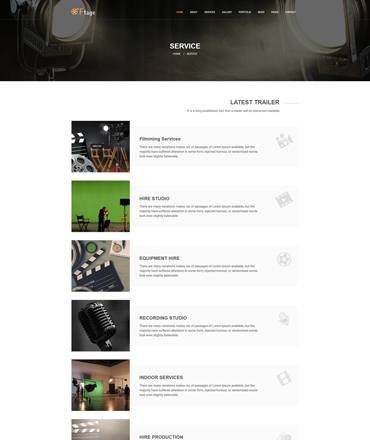 Filage
HOME ABOUT SERVICES GALLERY PORTFOLIO NEWS PAGES CONTACT
SERVICE
HOME / SERVICE
LATEST TRAILER
It is a long established fact that a reader will be distracted readable
Filmming Services
There are many variations makes our of passages of Lorem Ipsum available, but the
majority have suffered alteration in some form, injected humour, or randomised words
look even slightly believable.
HIRE STUDIO
There are many variations makes our of passages of Lorem Ipsum available, but the
majority have suffered alteration in some form, injected humour, or randomised words
look even slightly believable.
EQUIPMENT HIRE
There are many variations makes our of passages of Lorem Ipsum available, but the
majority have suffered alteration in some form, injected humour, or randomised words
look even slightly believable.
RECORDING STUDIO
There are many variations makes our of passages of Lorem Ipsum available, but the
majority have suffered alteration in some form, injected humour, or randomised words
look even slightly believable.
INDOOR SERVICES
There are many variations makes our of passages of Lorem Ipsum available, but the
majority have suffered alteration in some form, injected humour, or randomised words
look even slightly believable.
HIRE PRODUCTION